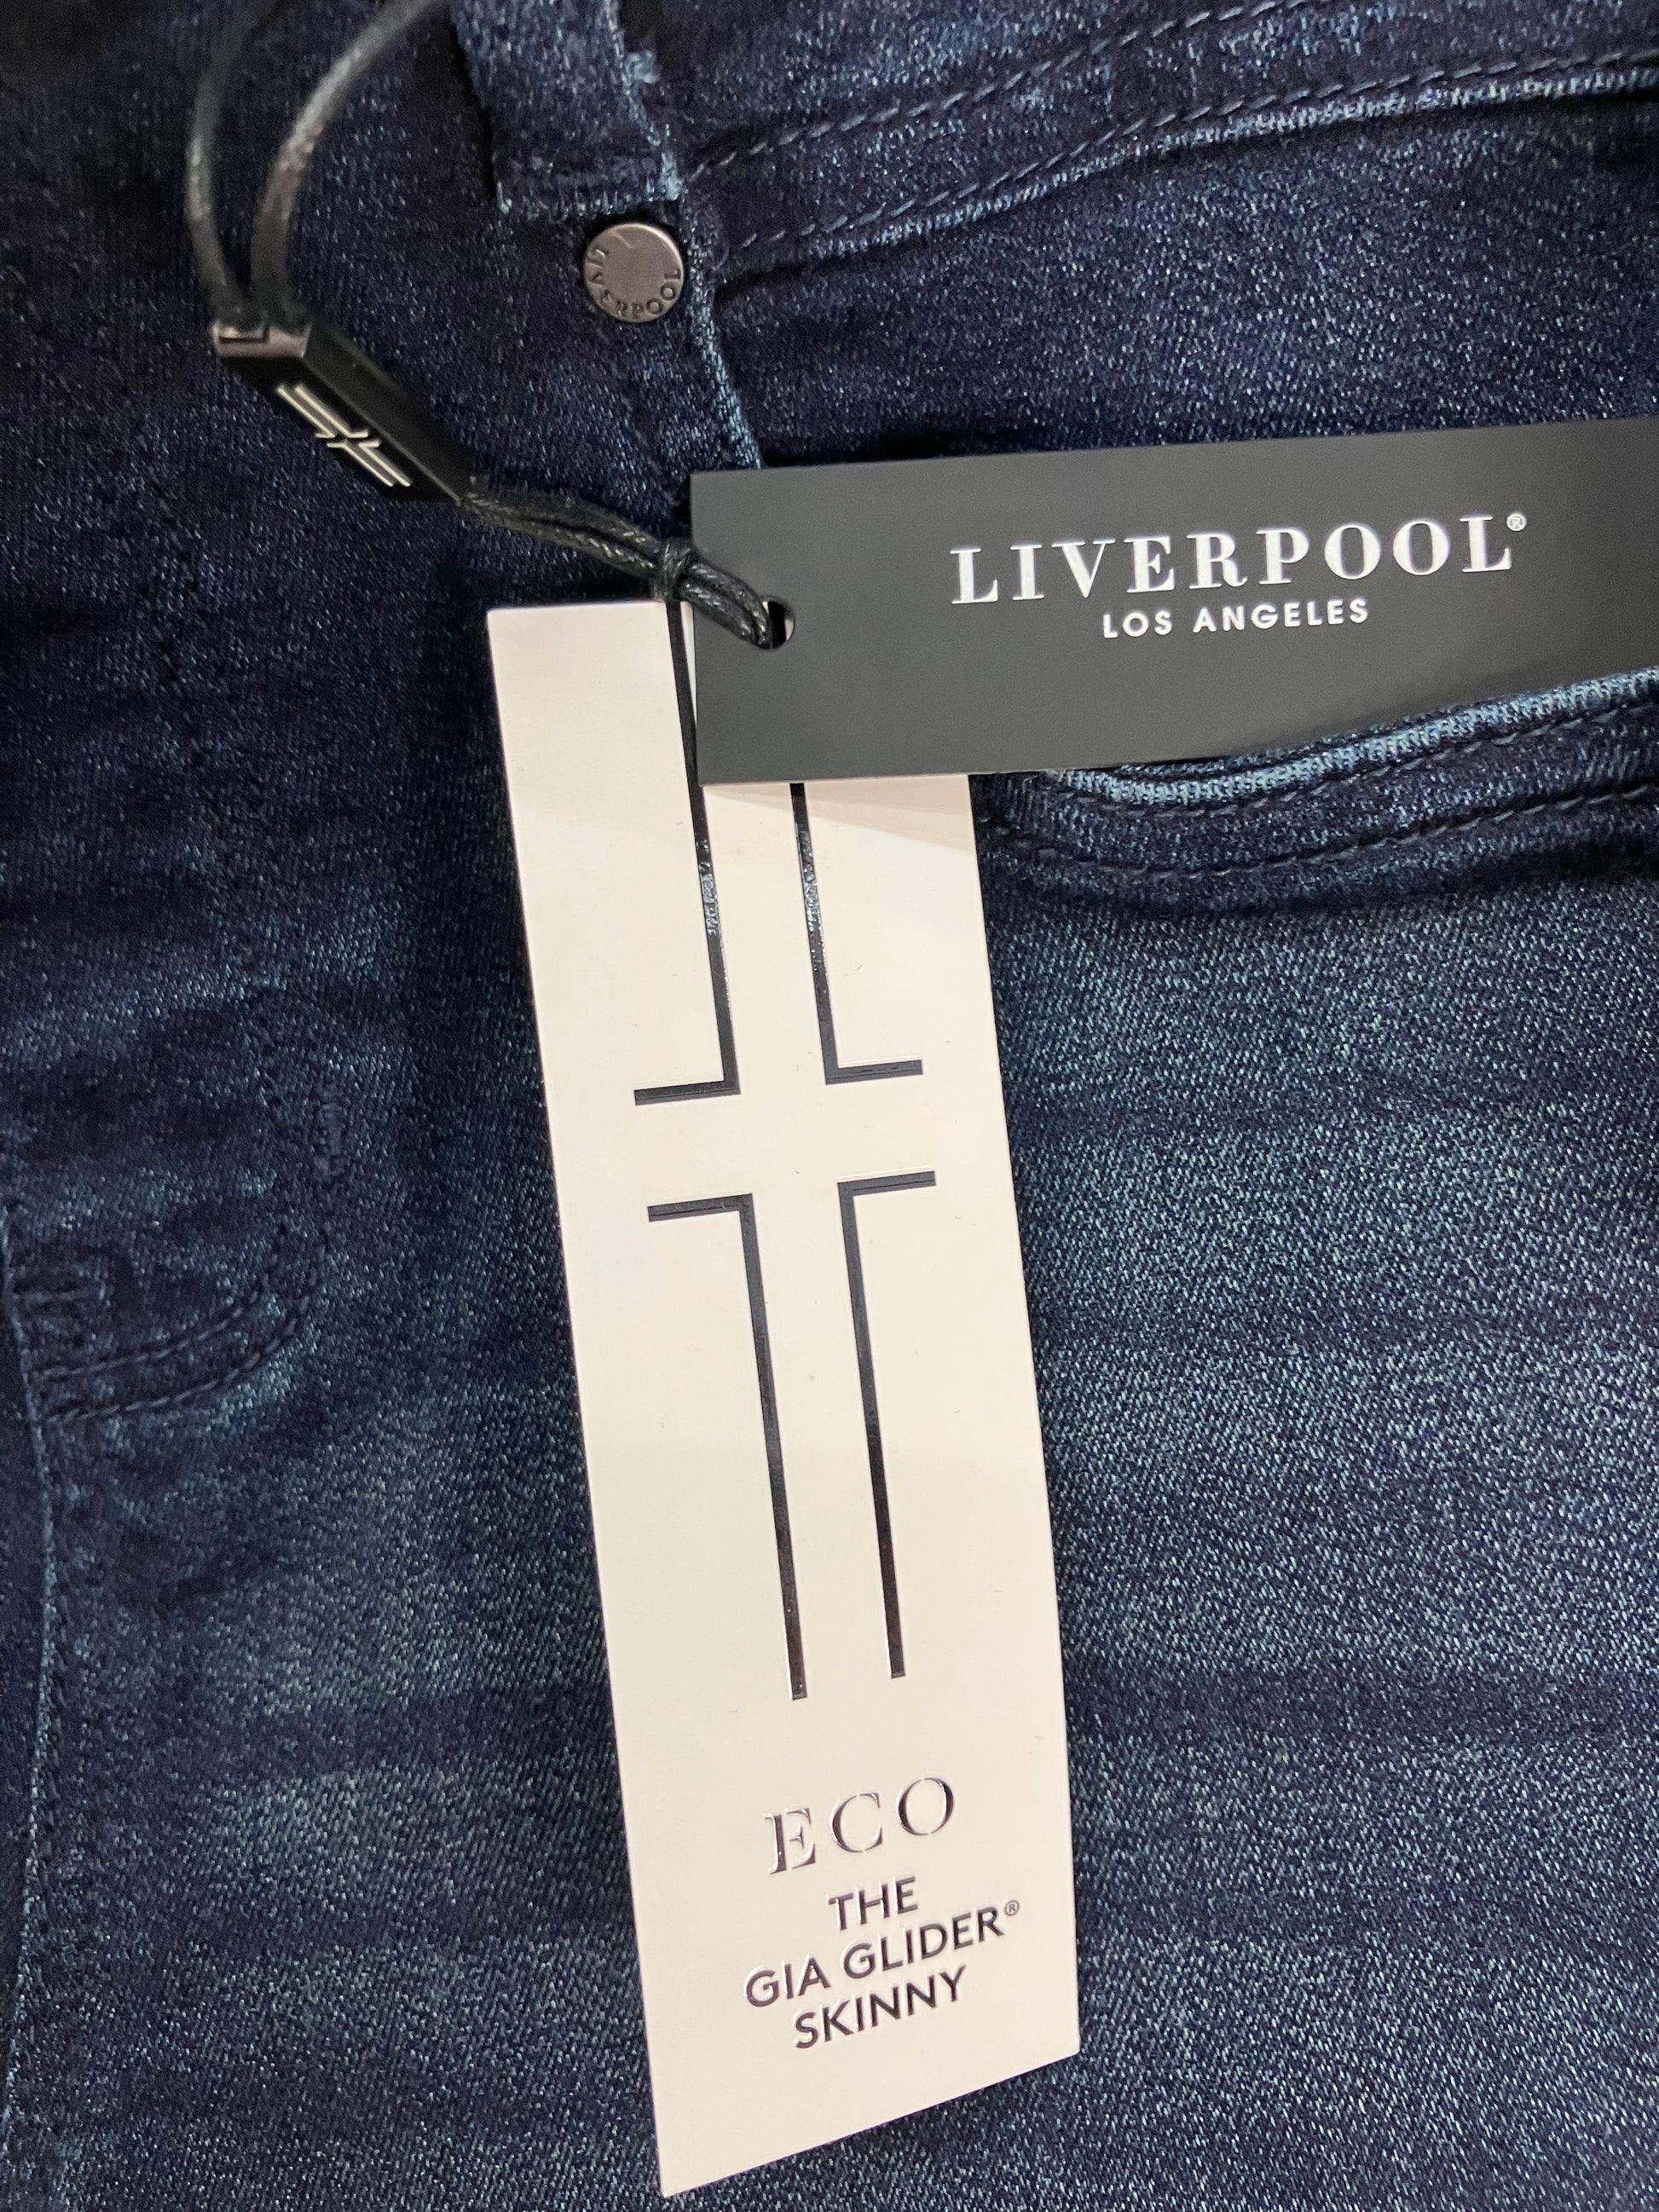 LIVERPOOL
LIVERPOOL®
LOS ANGELES
ECO
THE
GIA GLIDER®
SKINNY